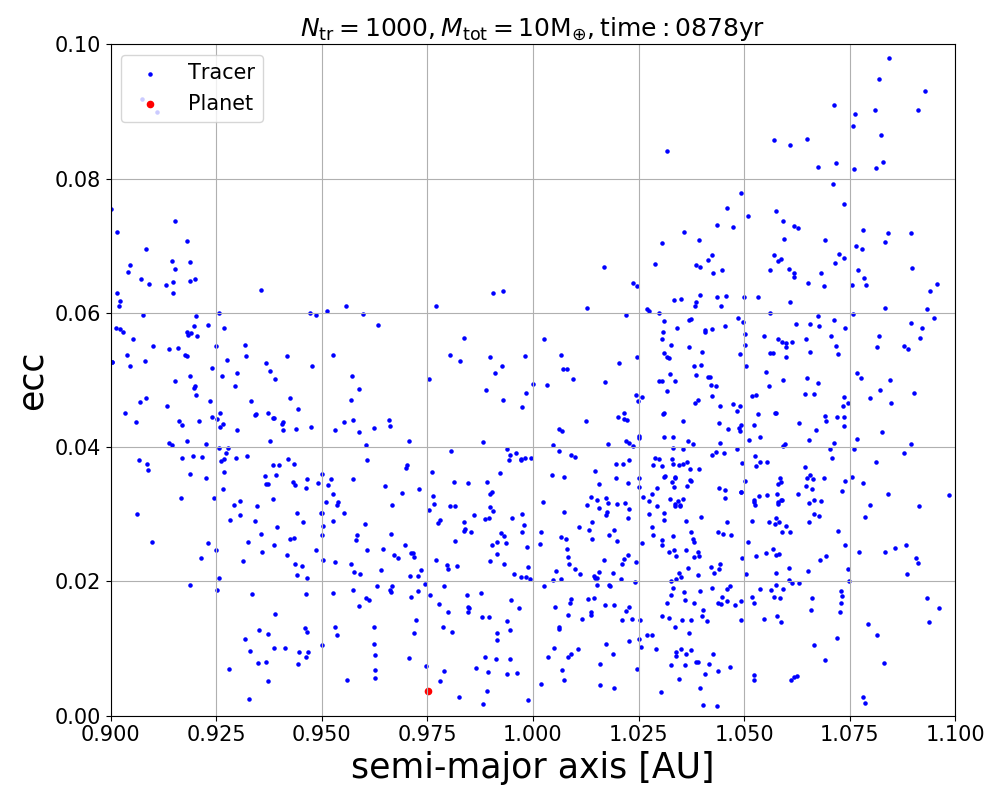 N_tr = 1000, M_tot = 10M_⊕, time : 0878yr
Tracer
Planet
0.10
0.08
0.06
0.04
0.02
0.00
ecc
0.900 0.925 0.950 0.975 1.000 1.025 1.050 1.075 1.100
semi-major axis [AU]